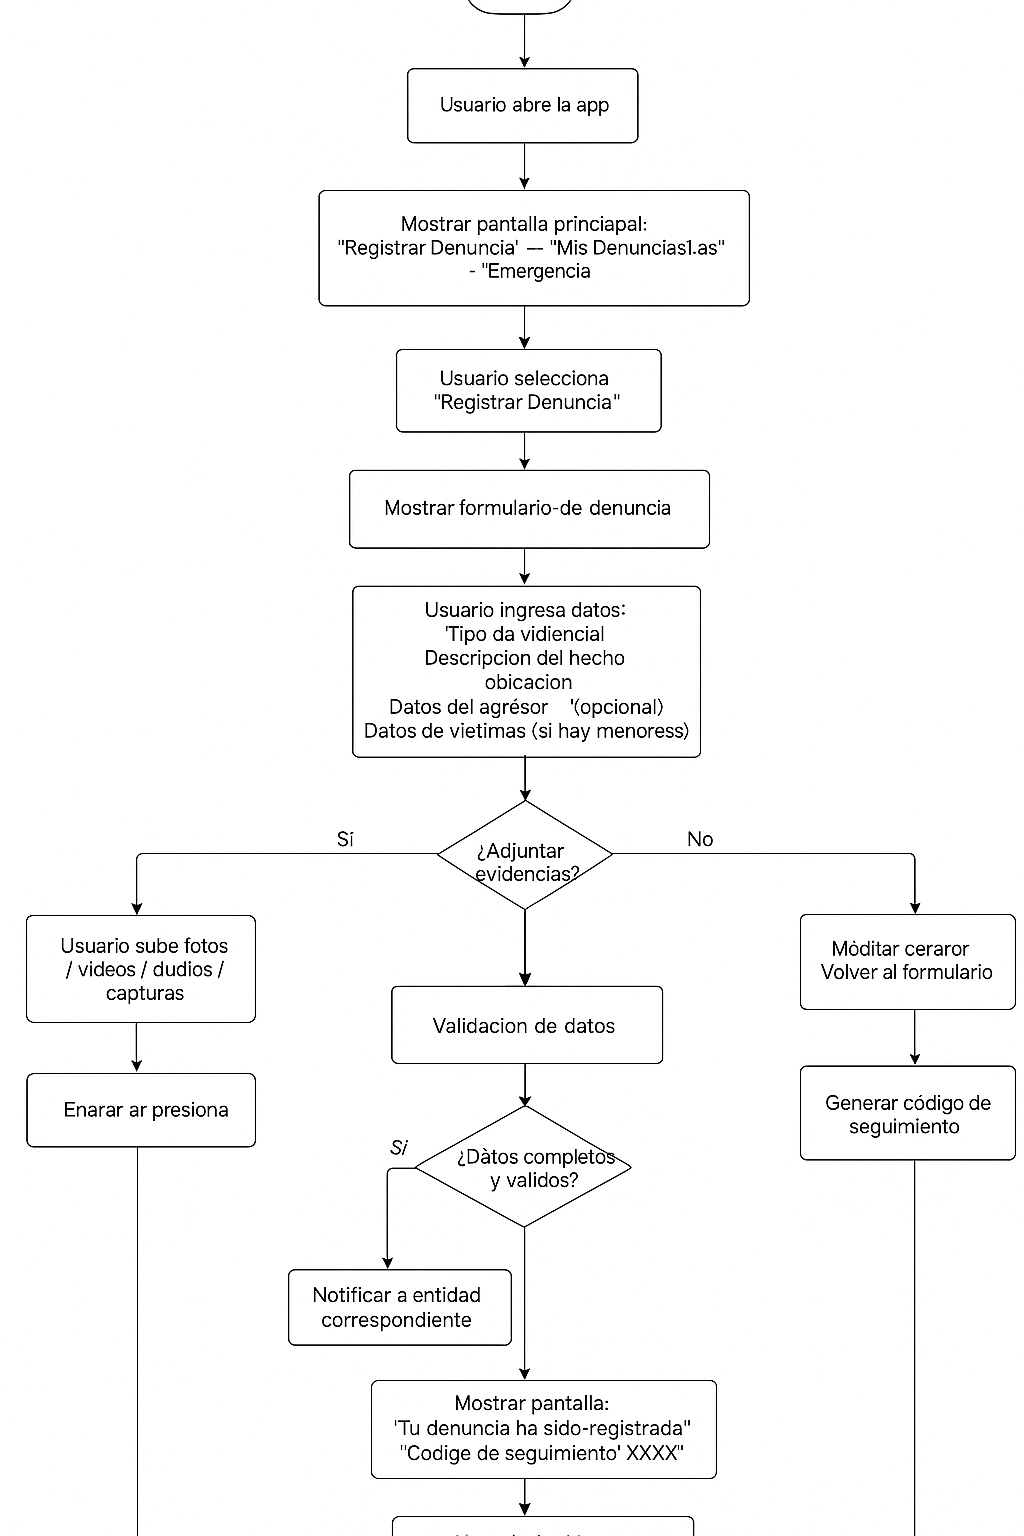 Usuario abre la app
Mostrar pantalla princiapal:
"Registrar Denuncia' -- "Mis Denuncias1.as"
- "Emergencia
Usuario selecciona
"Registrar Denuncia"
Mostrar formulario-de denuncia
Usuario ingresa datos:
'Tipo da vidiencial
Descripcion del hecho
obicacion
Datos del agrésor '(opcional)
Datos de vietimas (si hay menoress)
Sí
¿Adjuntar
evidencias?
No
Usuario sube fotos
/ videos / dudios /
capturas
Mòditar ceraror
Volver al formulario
Validacion de datos
Enarar ar presiona
Generar código de
seguimiento
Si
¿Dàtos completos
y validos?
Notificar a entidad
correspondiente
Mostrar pantalla:
'Tu denuncia ha sido-registrada"
"Codige de seguimiento' XXXX"